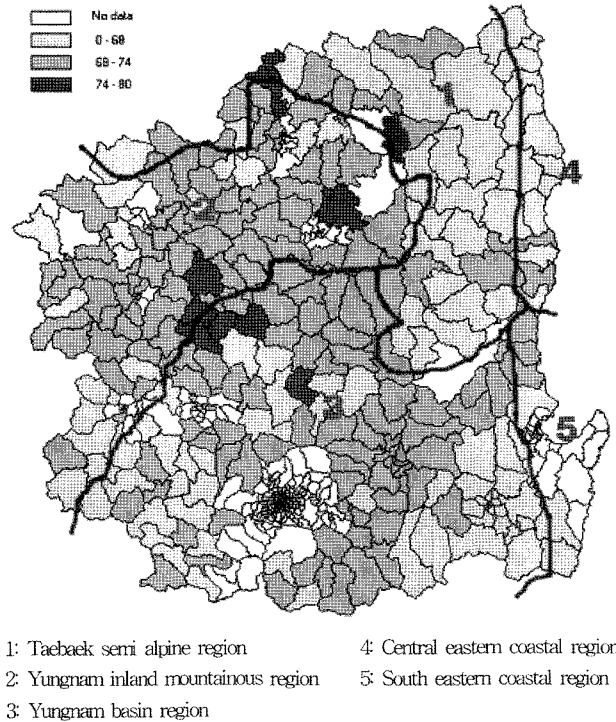 No data
0 - 68
68 - 74
74 - 80
1
4
2
3
5
1: Taebaek semi alpine region
4: Central eastern coastal region
2: Yungnam inland mountainous region
5: South eastern coastal region
3: Yungnam basin region